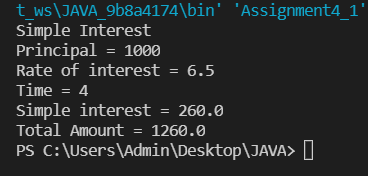 t_ws\JAVA_9b8a4174\bin' 'Assignment4_1'
Simple Interest
Principal = 1000
Rate of interest = 6.5
Time = 4
Simple interest = 260.0
Total Amount = 1260.0
PS C:\Users\Admin\Desktop\JAVA>